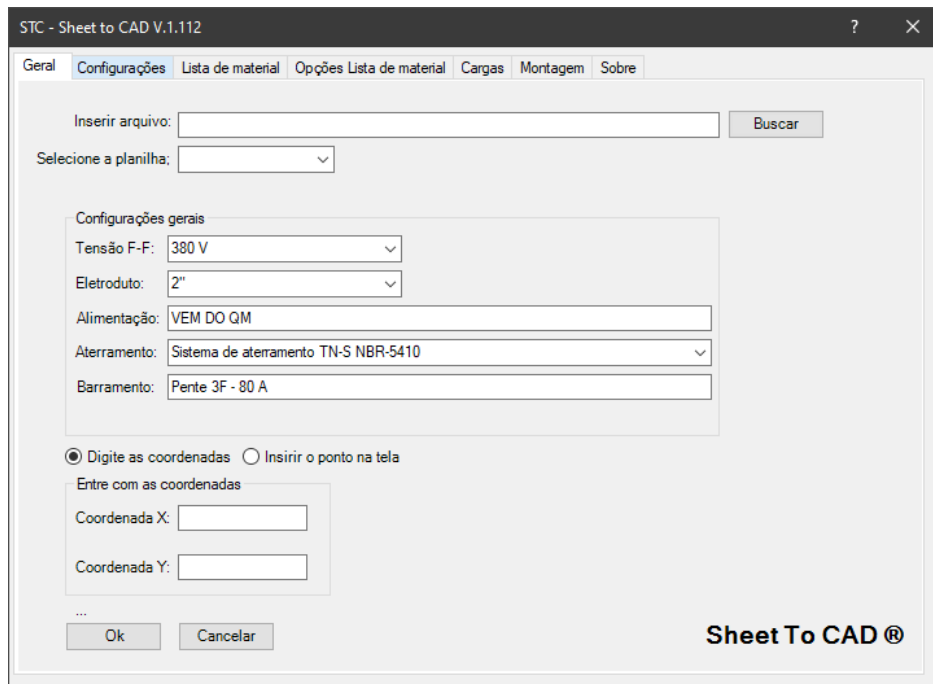 STC - Sheet to CAD V.1.112 ? ×
Geral Configurações Lista de material Opções Lista de material Cargas Montagem Sobre
Inserir arquivo: Buscar
Selecione a planilha;
Configurações gerais
Tensão F-F: 380 V
Eletroduto: 2"
Alimentação: VEM DO QM
Aterramento: Sistema de aterramento TN-S NBR-5410
Barramento: Pente 3F - 80 A
Digite as coordenadas Insirir o ponto na tela
Entre com as coordenadas
Coordenada X:
Coordenada Y:
...
Ok Cancelar Sheet To CAD ®